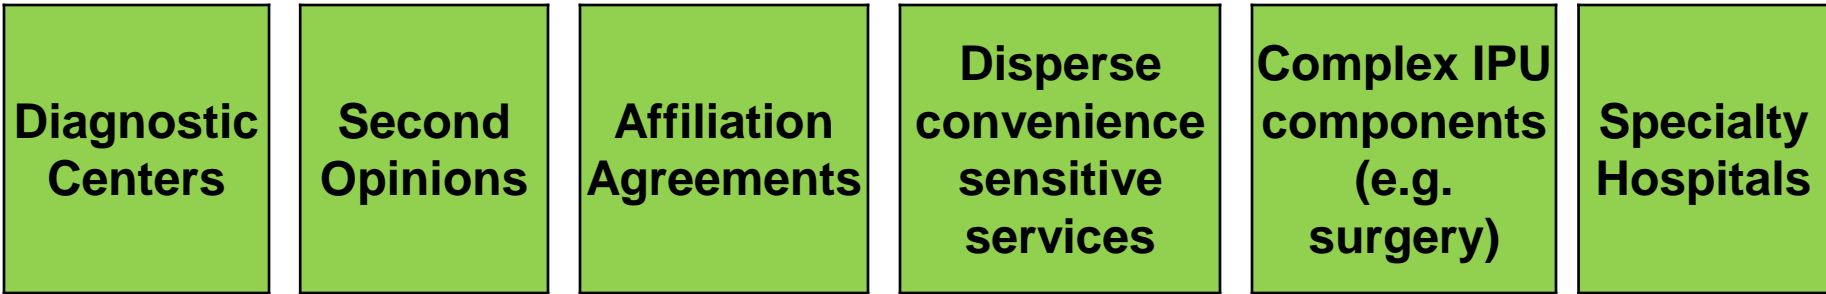 Diagnostic
Centers
Second
Opinions
Affiliation
Agreements
Disperse
convenience
sensitive
services
Complex IPU
components
(e.g.
surgery)
Specialty
Hospitals